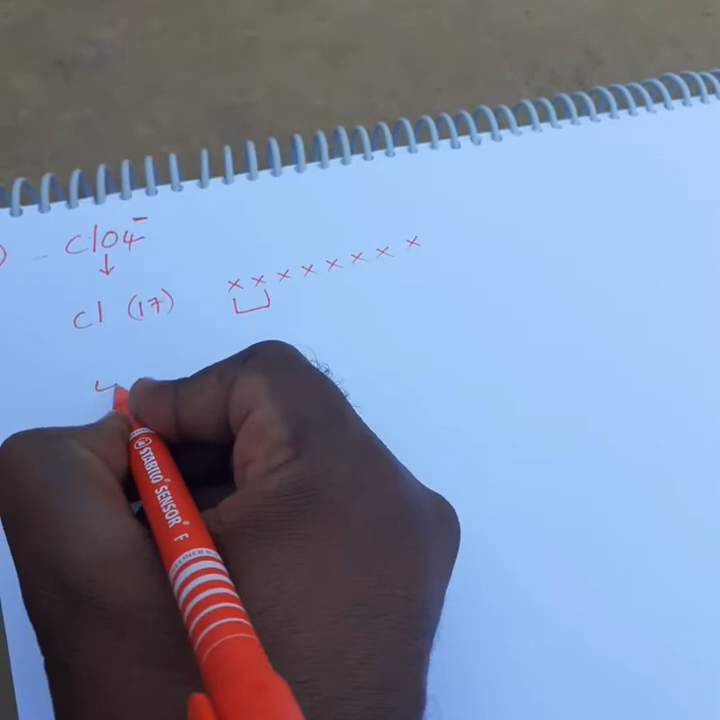 ) ClO4⁻
↓
Cl (17) × × × × × × × ×
STABILO SENSOR® F